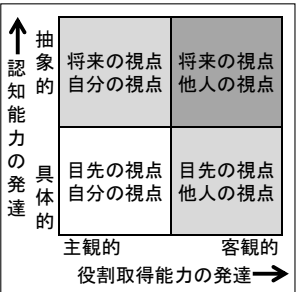 認知能力の発達
抽象的
具体的
将来の視点
自分の視点
将来の視点
他人の視点
目先の視点
自分の視点
目先の視点
他人の視点
主観的
客観的
役割取得能力の発達